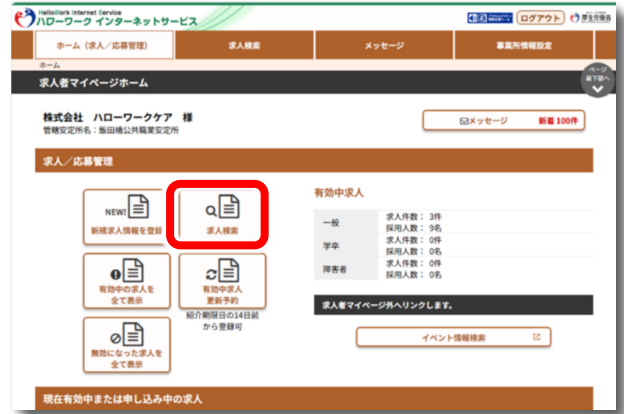 HelloWork Internet Service
ハローワーク インターネットサービス
ログアウト
厚生労働省
ホーム（求人／応募管理）
求人検索
メッセージ
事業所情報設定
ホーム
ページ
最下部へ
求人者マイページホーム
株式会社　ハローワークケア　様
管轄安定所名：飯田橋公共職業安定所
メッセージ　新着 100件
求人／応募管理
NEW!
新規求人情報を登録
求人検索
有効中の求人を
全て表示
有効中求人
更新予約
紹介期限日の14日前
から登録可
無効になった求人を
全て表示
有効中求人
一般
求人件数： 3件
採用人数： 9名
学卒
求人件数： 0件
採用人数： 0名
障害者
求人件数： 0件
採用人数： 0名
求人者マイページ外へリンクします。
イベント情報検索
現在有効中または申し込み中の求人